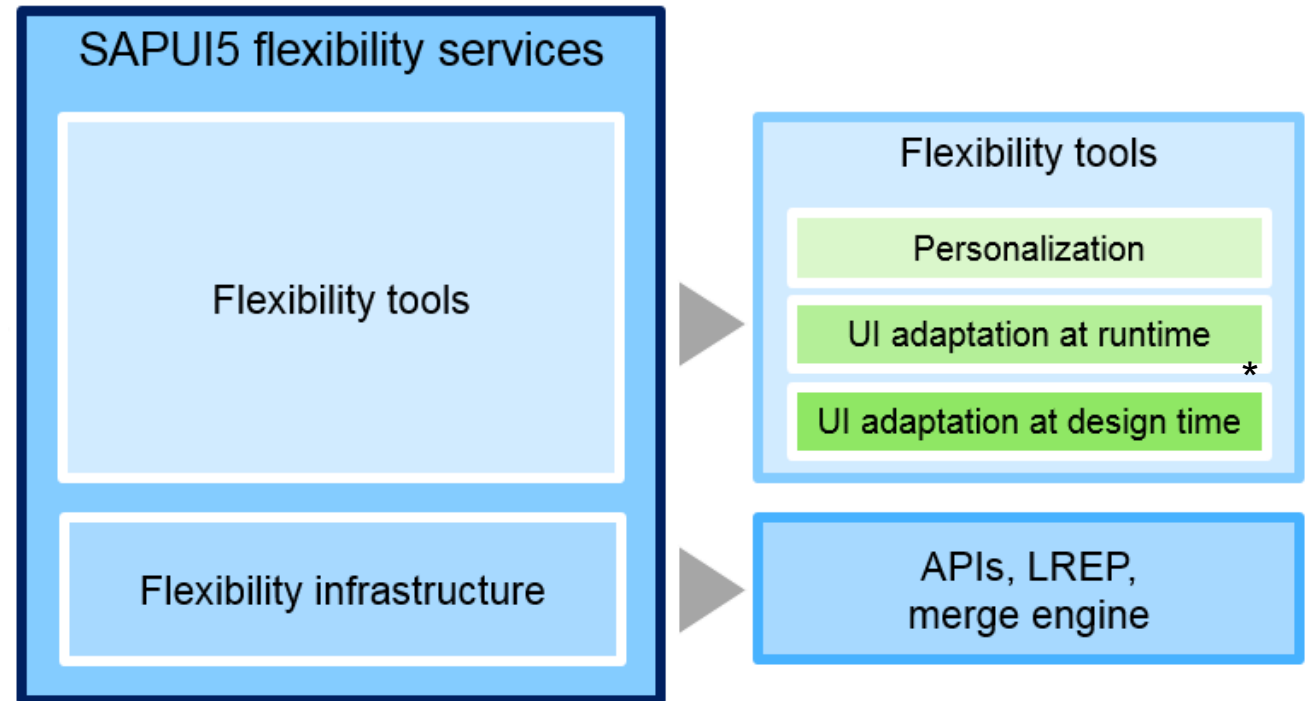 SAPUI5 flexibility services
Flexibility tools
Flexibility infrastructure
Flexibility tools
Personalization
UI adaptation at runtime
*
UI adaptation at design time
APIs, LREP,
merge engine